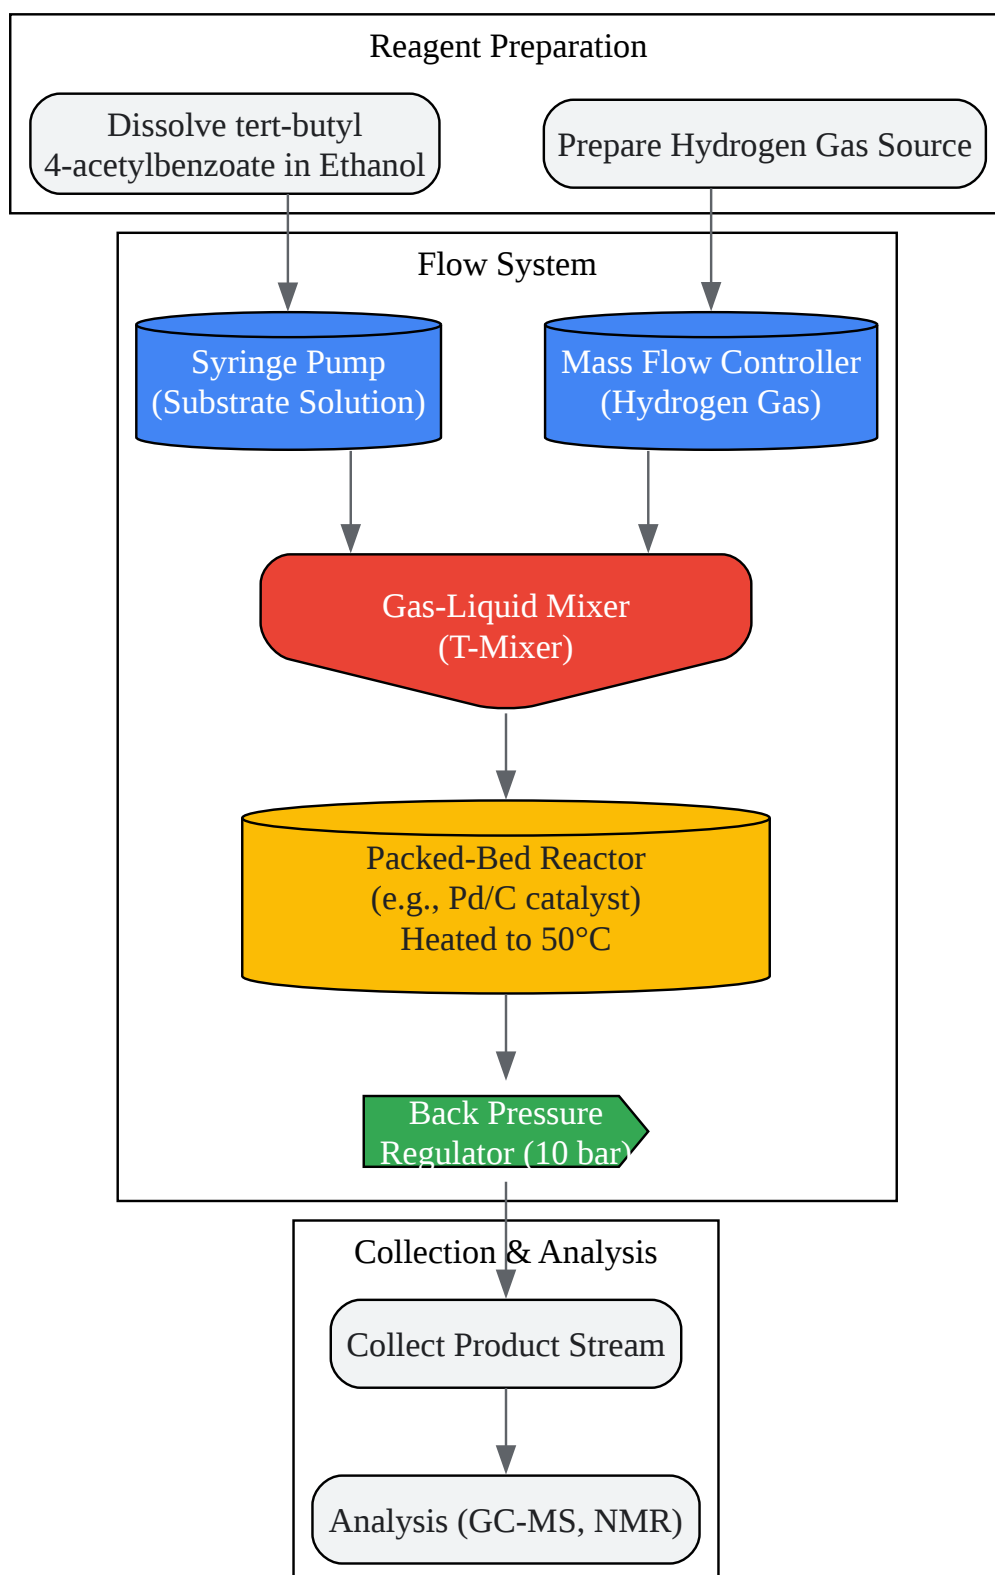 Reagent Preparation
Dissolve tert-butyl
4-acetylbenzoate in Ethanol
Prepare Hydrogen Gas Source
Flow System
Syringe Pump
(Substrate Solution)
Mass Flow Controller
(Hydrogen Gas)
Gas-Liquid Mixer
(T-Mixer)
Packed-Bed Reactor
(e.g., Pd/C catalyst)
Heated to 50°C
Back Pressure
Regulator (10 bar)
Collection & Analysis
Collect Product Stream
Analysis (GC-MS, NMR)